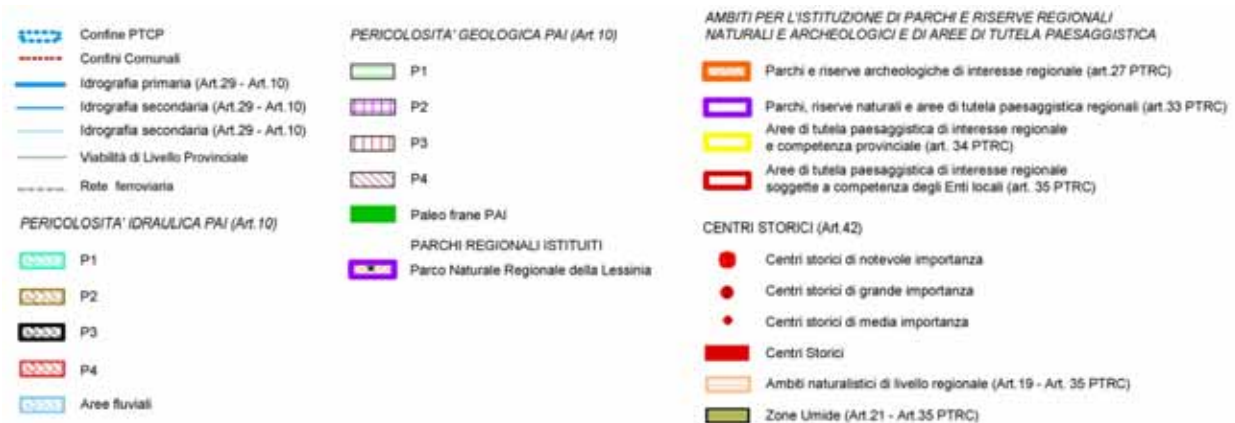 Confine PTCP
Confini Comunali
Idrografia primaria (Art.29 - Art.10)
Idrografia secondaria (Art.29 - Art.10)
Idrografia secondaria (Art.29 - Art.10)
Viabilità di Livello Provinciale
Rete ferroviaria
PERICOLOSITA' IDRAULICA PAI (Art.10)
P1
P2
P3
P4
Aree fluviali
PERICOLOSITA' GEOLOGICA PAI (Art.10)
P1
P2
P3
P4
Paleo frane PAI
PARCHI REGIONALI ISTITUITI
Parco Naturale Regionale della Lessinia
AMBITI PER L'ISTITUZIONE DI PARCHI E RISERVE REGIONALI
NATURALI E ARCHEOLOGICI E DI AREE DI TUTELA PAESAGGISTICA
Parchi e riserve archeologiche di interesse regionale (art.27 PTRC)
Parchi, riserve naturali e aree di tutela paesaggistica regionali (art.33 PTRC)
Aree di tutela paesaggistica di interesse regionale
e competenza provinciale (art. 34 PTRC)
Aree di tutela paesaggistica di interesse regionale
soggette a competenza degli Enti locali (art. 35 PTRC)
CENTRI STORICI (Art.42)
Centri storici di notevole importanza
Centri storici di grande importanza
Centri storici di media importanza
Centri Storici
Ambiti naturalistici di livello regionale (Art.19 - Art. 35 PTRC)
Zone Umide (Art.21 - Art.35 PTRC)